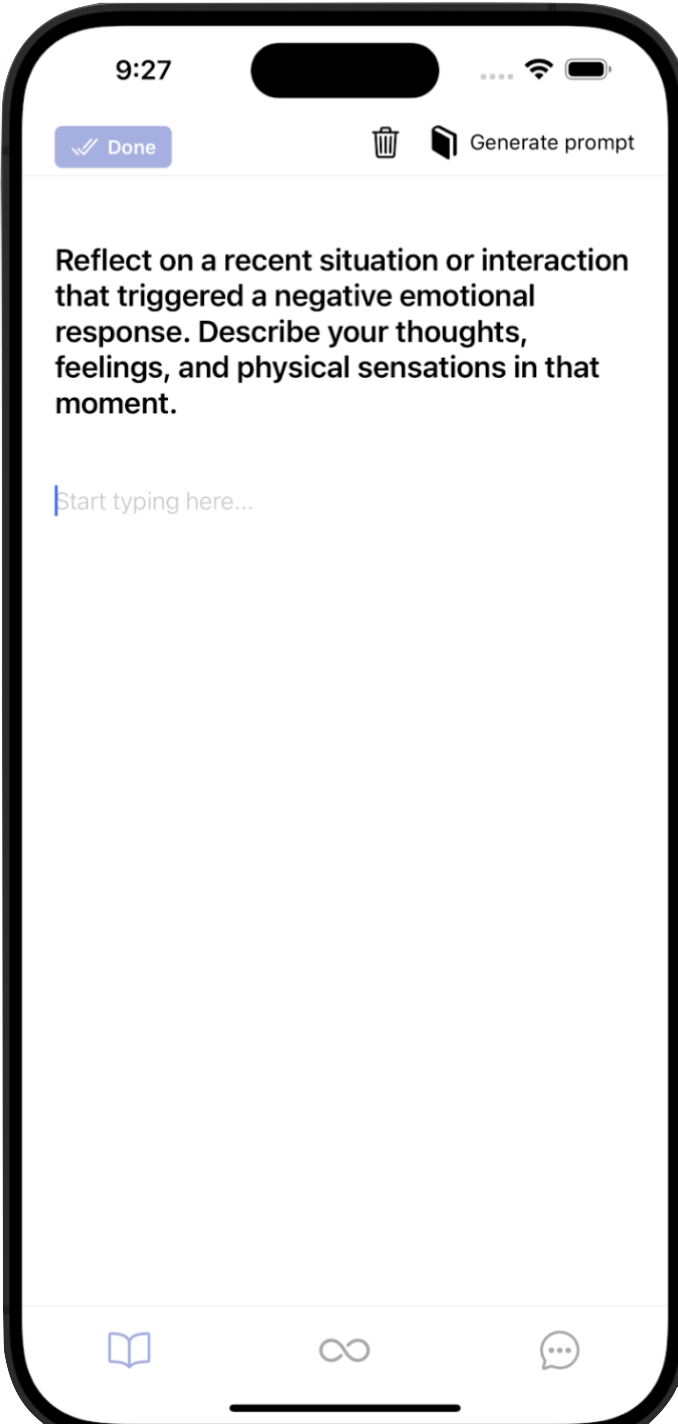 9:27
Done
Generate prompt
Reflect on a recent situation or interaction
that triggered a negative emotional
response. Describe your thoughts,
feelings, and physical sensations in that
moment.
Start typing here...